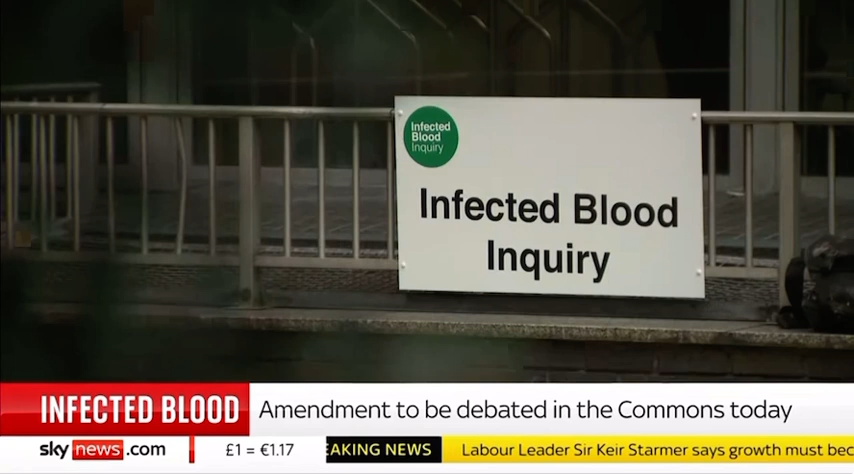 Infected
Blood
Inquiry
Infected Blood
Inquiry
INFECTED BLOOD
Amendment to be debated in the Commons today
sky news.com
£1 = €1.17
EAKING NEWS
Labour Leader Sir Keir Starmer says growth must bec